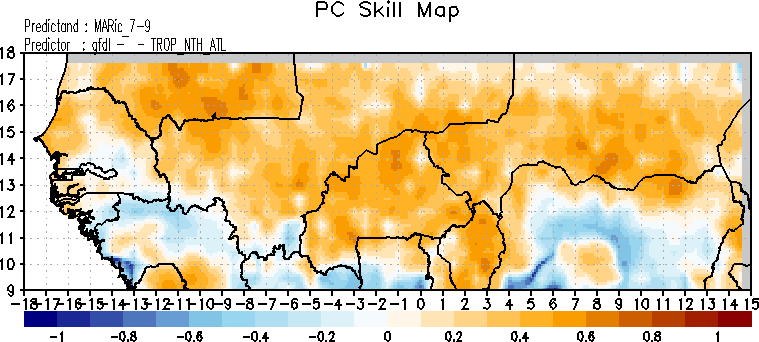 PC Skill Map
Predictand : MARic_7-9
Predictor : gfdl - - TROP_NTH_ATL
18
17
16
15
14
13
12
11
10
9
-18 -17 -16 -15 -14 -13 -12 -11 -10 -9 -8 -7 -6 -5 -4 -3 -2 -1 0 1 2 3 4 5 6 7 8 9 10 11 12 13 14 15
-1 -0.8 -0.6 -0.4 -0.2 0 0.2 0.4 0.6 0.8 1